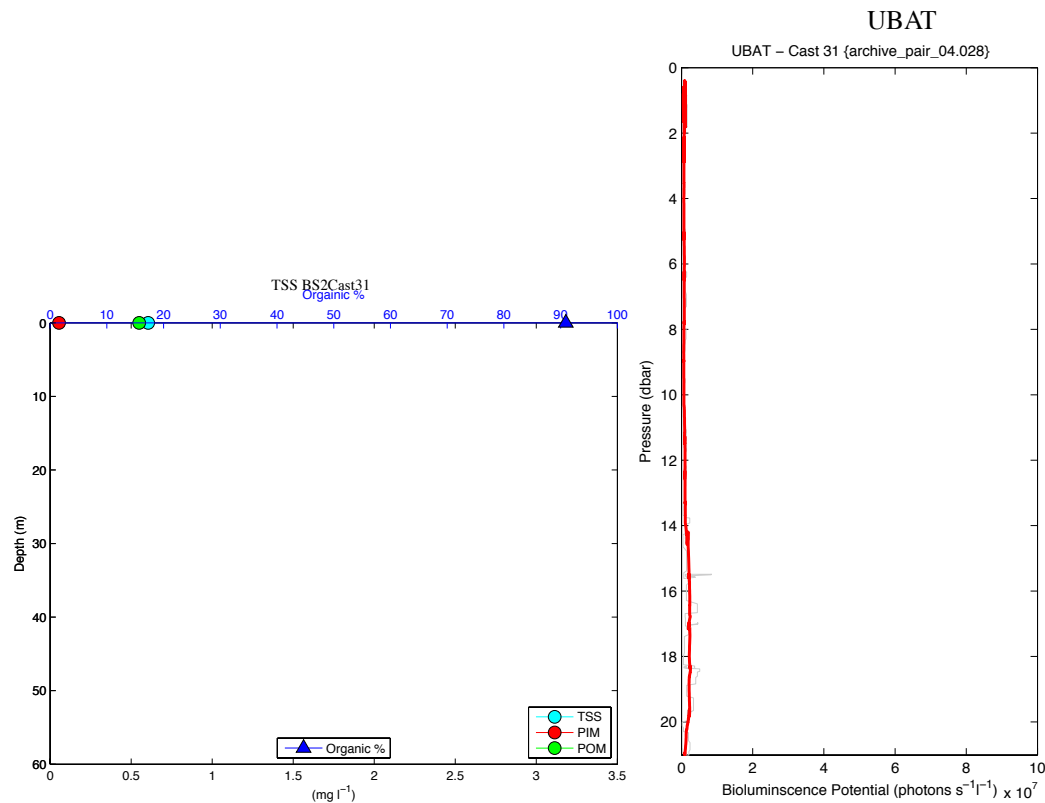 UBAT
UBAT – Cast 31 {archive_pair_04.028}
TSS BS2Cast31
Orgainic %
0 10 20 30 40 50 60 70 80 90 100
0
10
20
30
40
50
60
Depth (m)
Organic %
TSS
PIM
POM
0 0.5 1 1.5 2 2.5 3 3.5
(mg l⁻¹)
0
2
4
6
8
10
12
14
16
18
20
Pressure (dbar)
0 2 4 6 8 10
Bioluminscence Potential (photons s⁻¹l⁻¹) x 10⁷